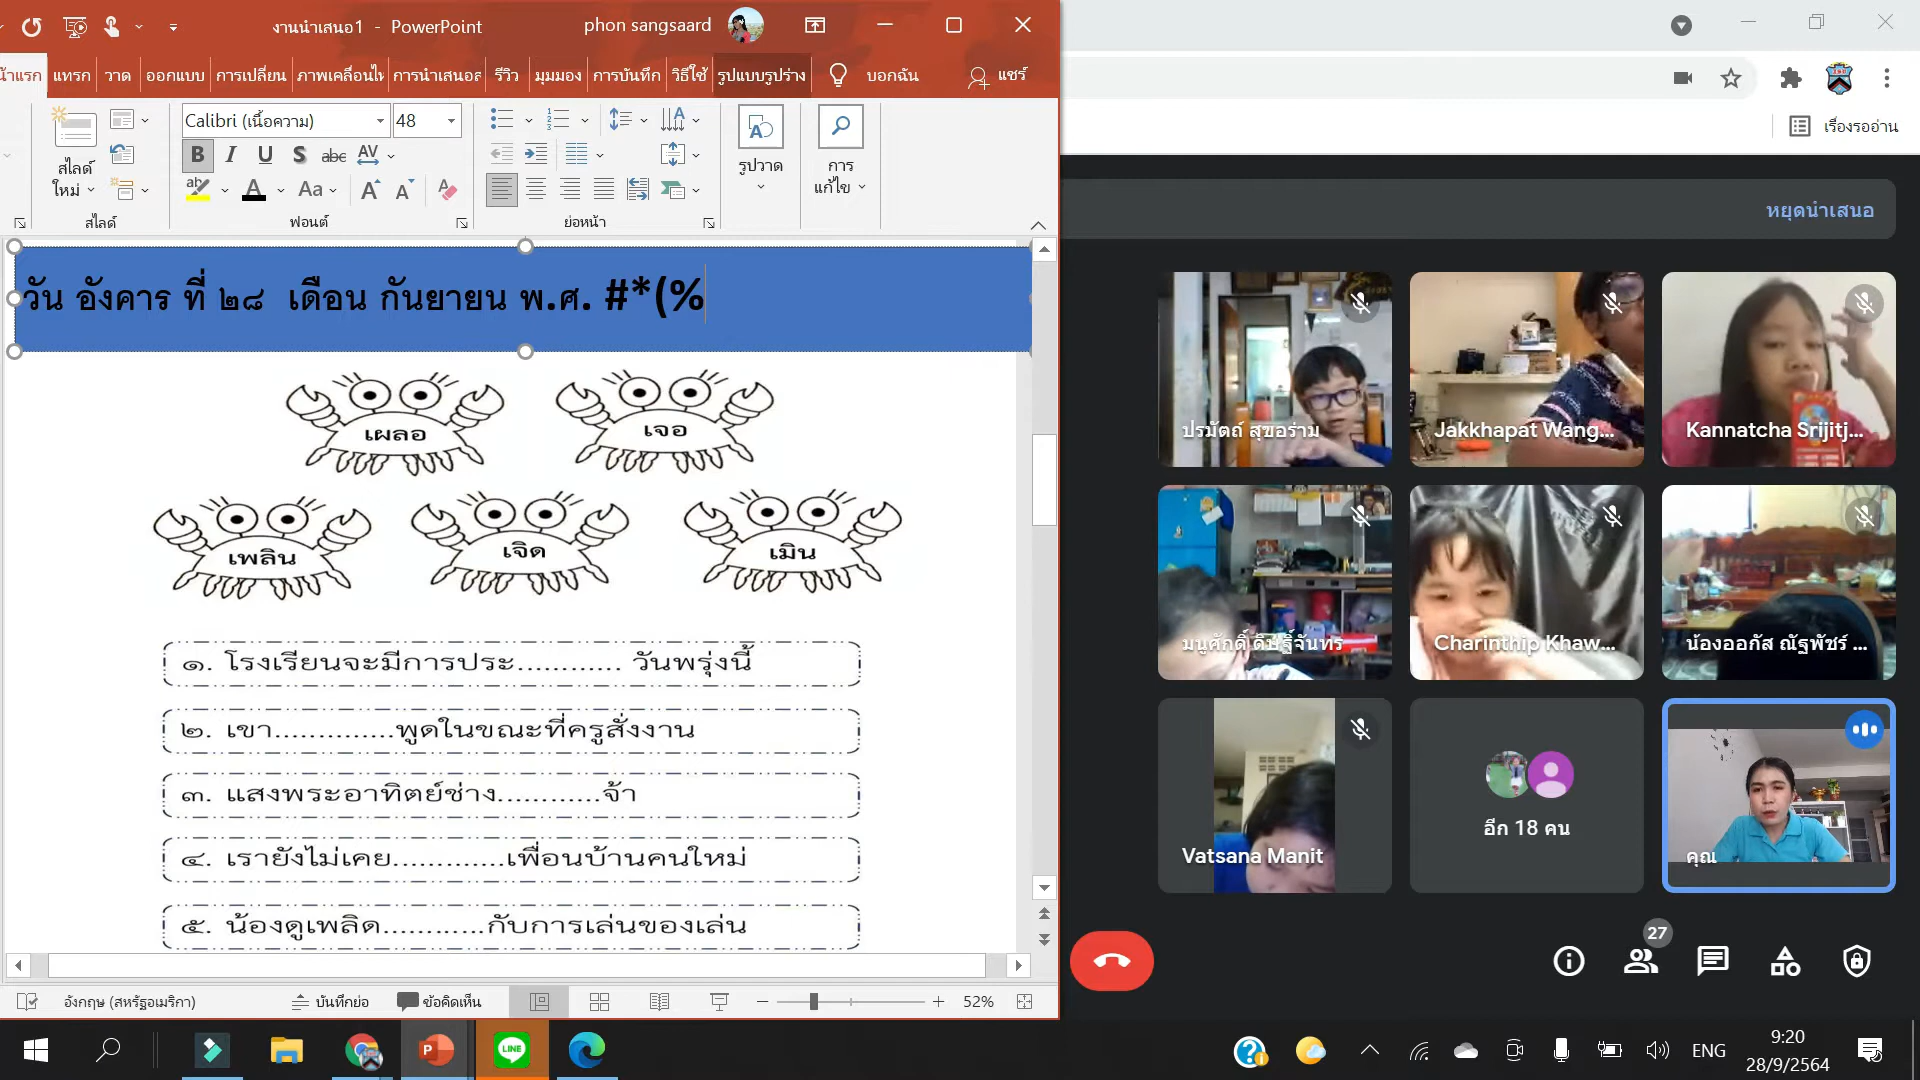 งานนำเสนอ1 - PowerPoint
phon sangsaard
น้าแรก แทรก วาด ออกแบบ การเปลี่ยน ภาพเคลื่อนไห การนำเสนอส รีวิว มุมมอง การบันทึก วิธีใช้ รูปแบบรูปร่าง บอกฉัน แชร์
Calibri (เนื้อความ) 48
สไลด์
ใหม่
B I U S abc AV
ab A Aa A A A
รูปวาด
การ
แก้ไข
สไลด์ ฟอนต์ ย่อหน้า
วัน อังคาร ที่ ๒๘ เดือน กันยายน พ.ศ. #*(%
เผลอ เจอ
เพลิน เจิด เมิน
๑. โรงเรียนจะมีการประ............ วันพรุ่งนี้
๒. เขา..............พูดในขณะที่ครูสั่งงาน
๓. แสงพระอาทิตย์ช่าง............จ้า
๔. เรายังไม่เคย.............เพื่อนบ้านคนใหม่
๕. น้องดูเพลิด............กับการเล่นของเล่น
อังกฤษ (สหรัฐอเมริกา) บันทึกย่อ ข้อคิดเห็น 52%
เรื่องรออ่าน
หยุดนำเสนอ
ปรมัตถ์ สุขอร่าม
Jakkhapat Wang...
Kannatcha Srijitj...
มนูศักดิ์ ดิษฐิ์จันทร
Charinthip Khaw...
น้องออกัส ณัฐพัชร์ ...
Vatsana Manit
อีก 18 คน
คุณ
27
LINE
ENG
9:20
28/9/2564